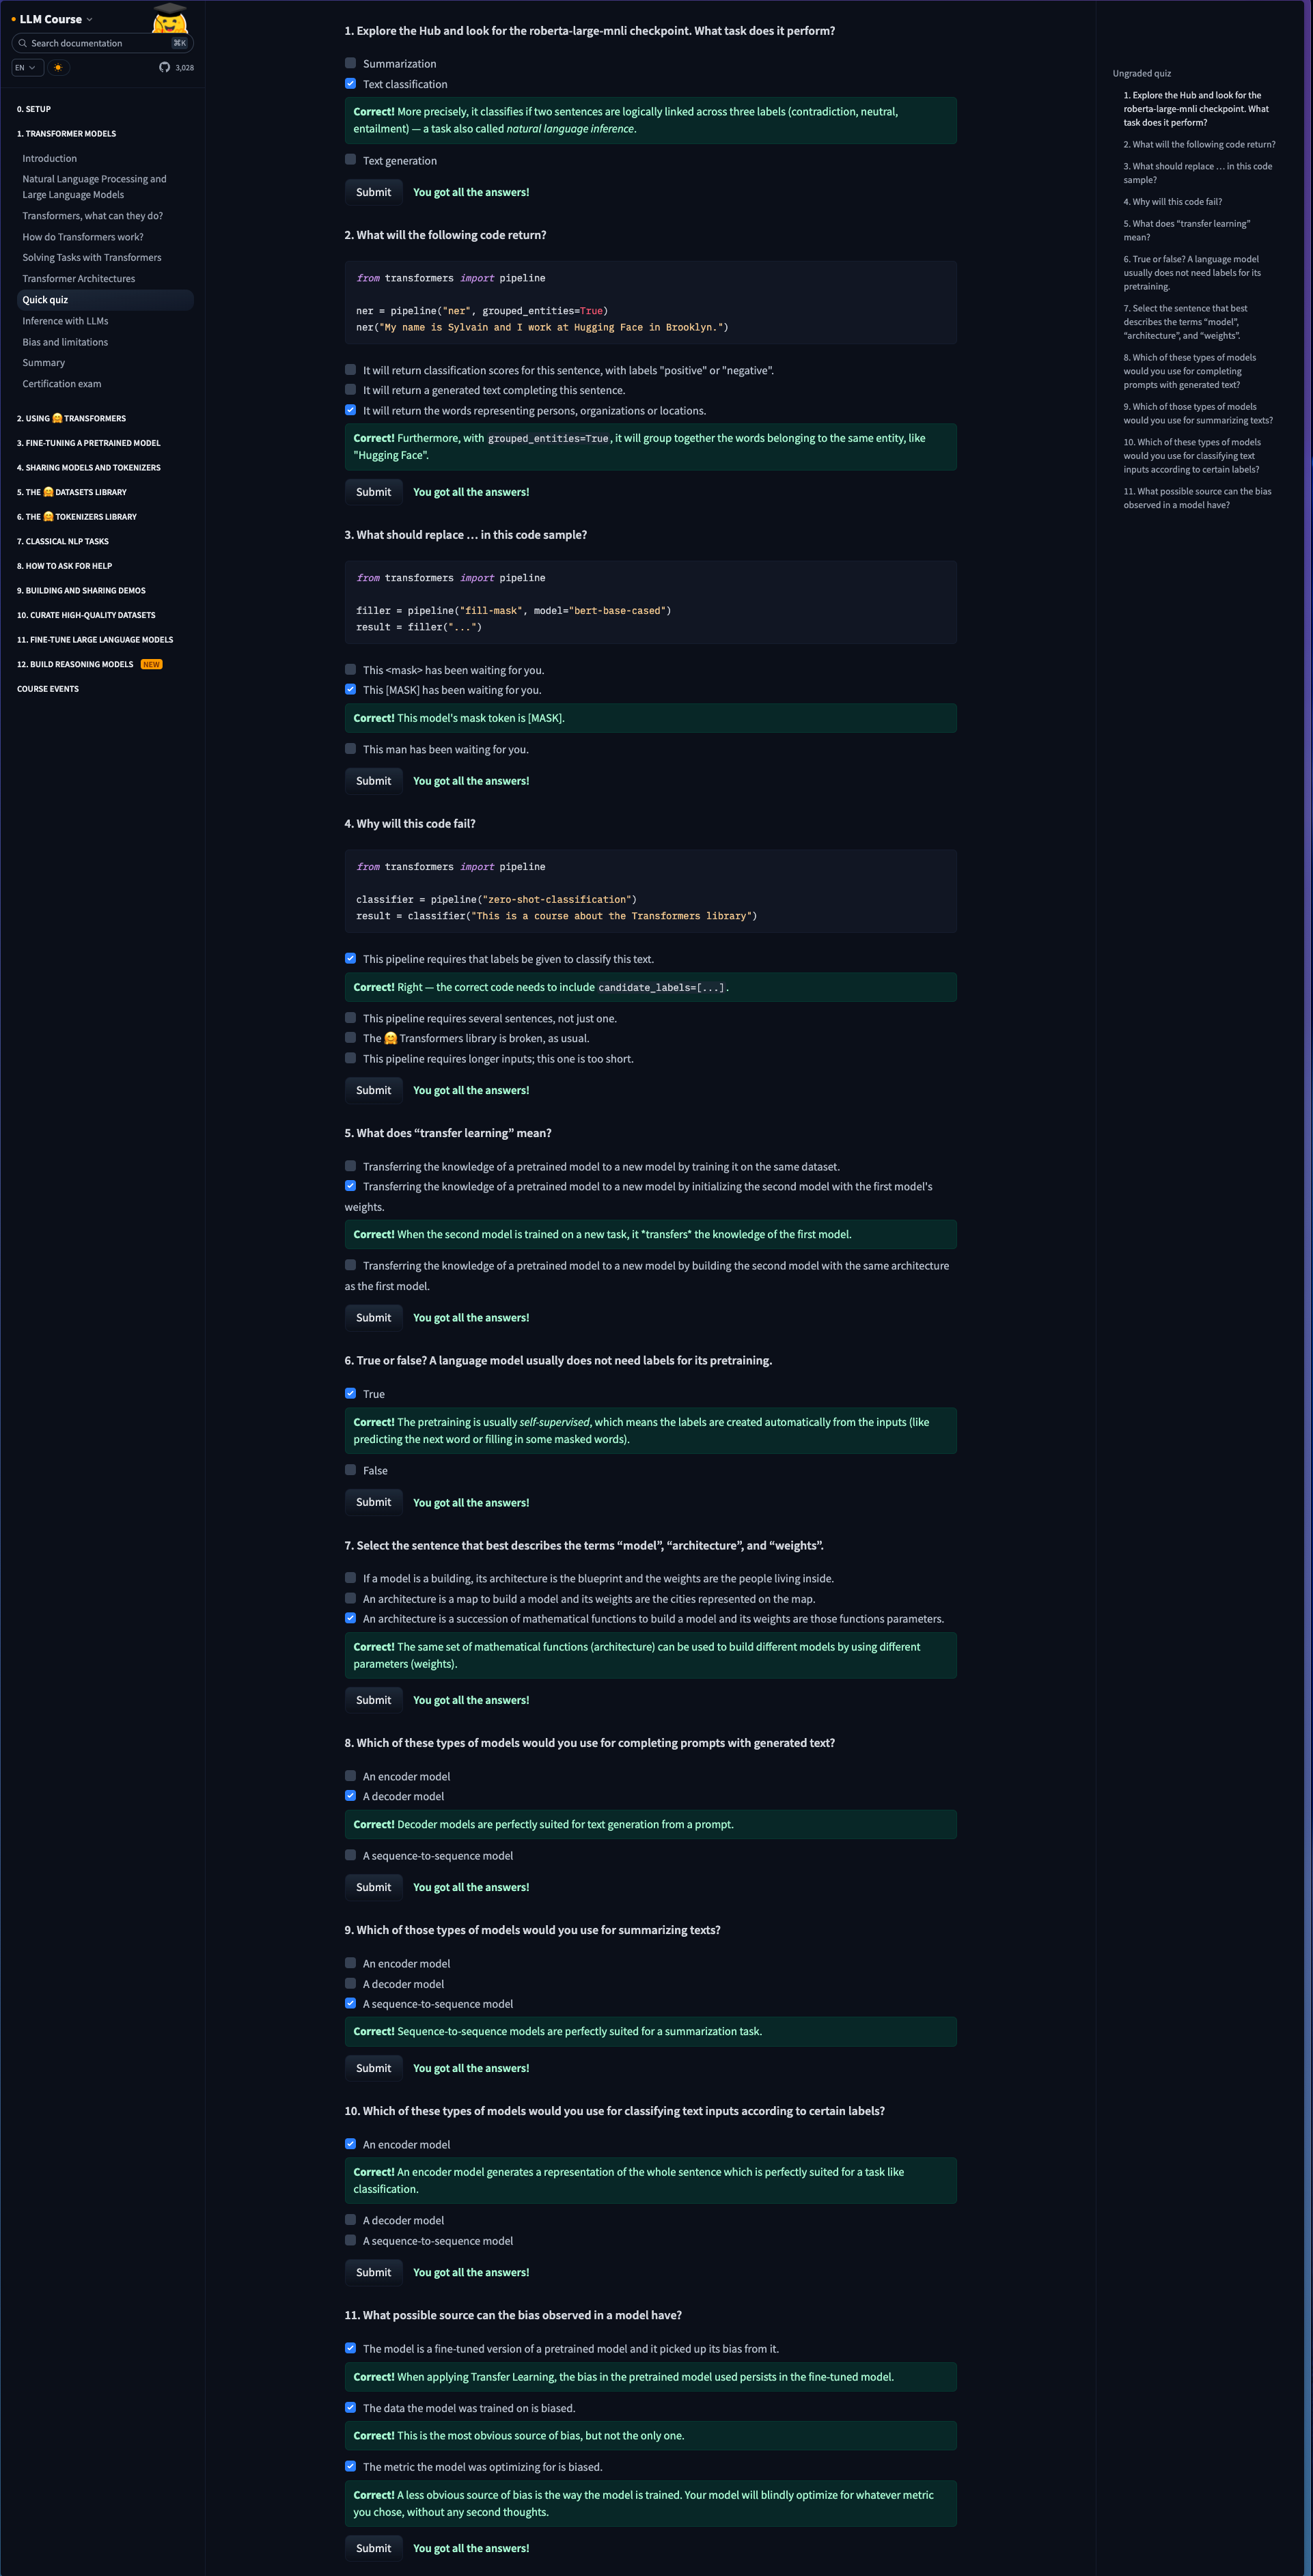 LLM Course
Search documentation
⌘K
EN
3,028
0. SETUP
1. TRANSFORMER MODELS
Introduction
Natural Language Processing and
Large Language Models
Transformers, what can they do?
How do Transformers work?
Solving Tasks with Transformers
Transformer Architectures
Quick quiz
Inference with LLMs
Bias and limitations
Summary
Certification exam
2. USING 🤗 TRANSFORMERS
3. FINE-TUNING A PRETRAINED MODEL
4. SHARING MODELS AND TOKENIZERS
5. THE 🤗 DATASETS LIBRARY
6. THE 🤗 TOKENIZERS LIBRARY
7. CLASSICAL NLP TASKS
8. HOW TO ASK FOR HELP
9. BUILDING AND SHARING DEMOS
10. CURATE HIGH-QUALITY DATASETS
11. FINE-TUNE LARGE LANGUAGE MODELS
12. BUILD REASONING MODELS NEW
COURSE EVENTS
1. Explore the Hub and look for the roberta-large-mnli checkpoint. What task does it perform?
Summarization
Text classification
Correct! More precisely, it classifies if two sentences are logically linked across three labels (contradiction, neutral,
entailment) — a task also called natural language inference.
Text generation
Submit You got all the answers!
2. What will the following code return?
from transformers import pipeline
ner = pipeline("ner", grouped_entities=True)
ner("My name is Sylvain and I work at Hugging Face in Brooklyn.")
It will return classification scores for this sentence, with labels "positive" or "negative".
It will return a generated text completing this sentence.
It will return the words representing persons, organizations or locations.
Correct! Furthermore, with grouped_entities=True, it will group together the words belonging to the same entity, like
"Hugging Face".
Submit You got all the answers!
3. What should replace … in this code sample?
from transformers import pipeline
filler = pipeline("fill-mask", model="bert-base-cased")
result = filler("...")
This <mask> has been waiting for you.
This [MASK] has been waiting for you.
Correct! This model's mask token is [MASK].
This man has been waiting for you.
Submit You got all the answers!
4. Why will this code fail?
from transformers import pipeline
classifier = pipeline("zero-shot-classification")
result = classifier("This is a course about the Transformers library")
This pipeline requires that labels be given to classify this text.
Correct! Right — the correct code needs to include candidate_labels=[...].
This pipeline requires several sentences, not just one.
The 🤗 Transformers library is broken, as usual.
This pipeline requires longer inputs; this one is too short.
Submit You got all the answers!
5. What does “transfer learning” mean?
Transferring the knowledge of a pretrained model to a new model by training it on the same dataset.
Transferring the knowledge of a pretrained model to a new model by initializing the second model with the first model's
weights.
Correct! When the second model is trained on a new task, it *transfers* the knowledge of the first model.
Transferring the knowledge of a pretrained model to a new model by building the second model with the same architecture
as the first model.
Submit You got all the answers!
6. True or false? A language model usually does not need labels for its pretraining.
True
Correct! The pretraining is usually self-supervised, which means the labels are created automatically from the inputs (like
predicting the next word or filling in some masked words).
False
Submit You got all the answers!
7. Select the sentence that best describes the terms “model”, “architecture”, and “weights”.
If a model is a building, its architecture is the blueprint and the weights are the people living inside.
An architecture is a map to build a model and its weights are the cities represented on the map.
An architecture is a succession of mathematical functions to build a model and its weights are those functions parameters.
Correct! The same set of mathematical functions (architecture) can be used to build different models by using different
parameters (weights).
Submit You got all the answers!
8. Which of these types of models would you use for completing prompts with generated text?
An encoder model
A decoder model
Correct! Decoder models are perfectly suited for text generation from a prompt.
A sequence-to-sequence model
Submit You got all the answers!
9. Which of those types of models would you use for summarizing texts?
An encoder model
A decoder model
A sequence-to-sequence model
Correct! Sequence-to-sequence models are perfectly suited for a summarization task.
Submit You got all the answers!
10. Which of these types of models would you use for classifying text inputs according to certain labels?
An encoder model
Correct! An encoder model generates a representation of the whole sentence which is perfectly suited for a task like
classification.
A decoder model
A sequence-to-sequence model
Submit You got all the answers!
11. What possible source can the bias observed in a model have?
The model is a fine-tuned version of a pretrained model and it picked up its bias from it.
Correct! When applying Transfer Learning, the bias in the pretrained model used persists in the fine-tuned model.
The data the model was trained on is biased.
Correct! This is the most obvious source of bias, but not the only one.
The metric the model was optimizing for is biased.
Correct! A less obvious source of bias is the way the model is trained. Your model will blindly optimize for whatever metric
you chose, without any second thoughts.
Submit You got all the answers!
Ungraded quiz
1. Explore the Hub and look for the
roberta-large-mnli checkpoint. What
task does it perform?
2. What will the following code return?
3. What should replace … in this code
sample?
4. Why will this code fail?
5. What does “transfer learning”
mean?
6. True or false? A language model
usually does not need labels for its
pretraining.
7. Select the sentence that best
describes the terms “model”,
“architecture”, and “weights”.
8. Which of these types of models
would you use for completing
prompts with generated text?
9. Which of those types of models
would you use for summarizing texts?
10. Which of these types of models
would you use for classifying text
inputs according to certain labels?
11. What possible source can the bias
observed in a model have?